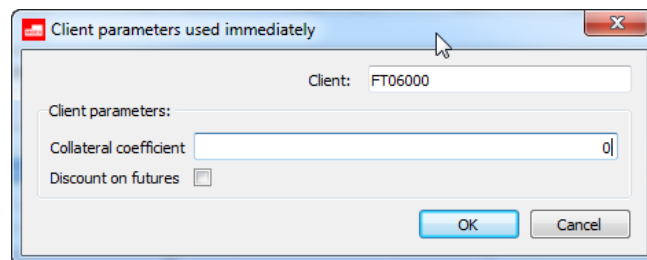 Client parameters used immediately
Client: FT06000
Client parameters:
Collateral coefficient 0
Discount on futures
OK Cancel